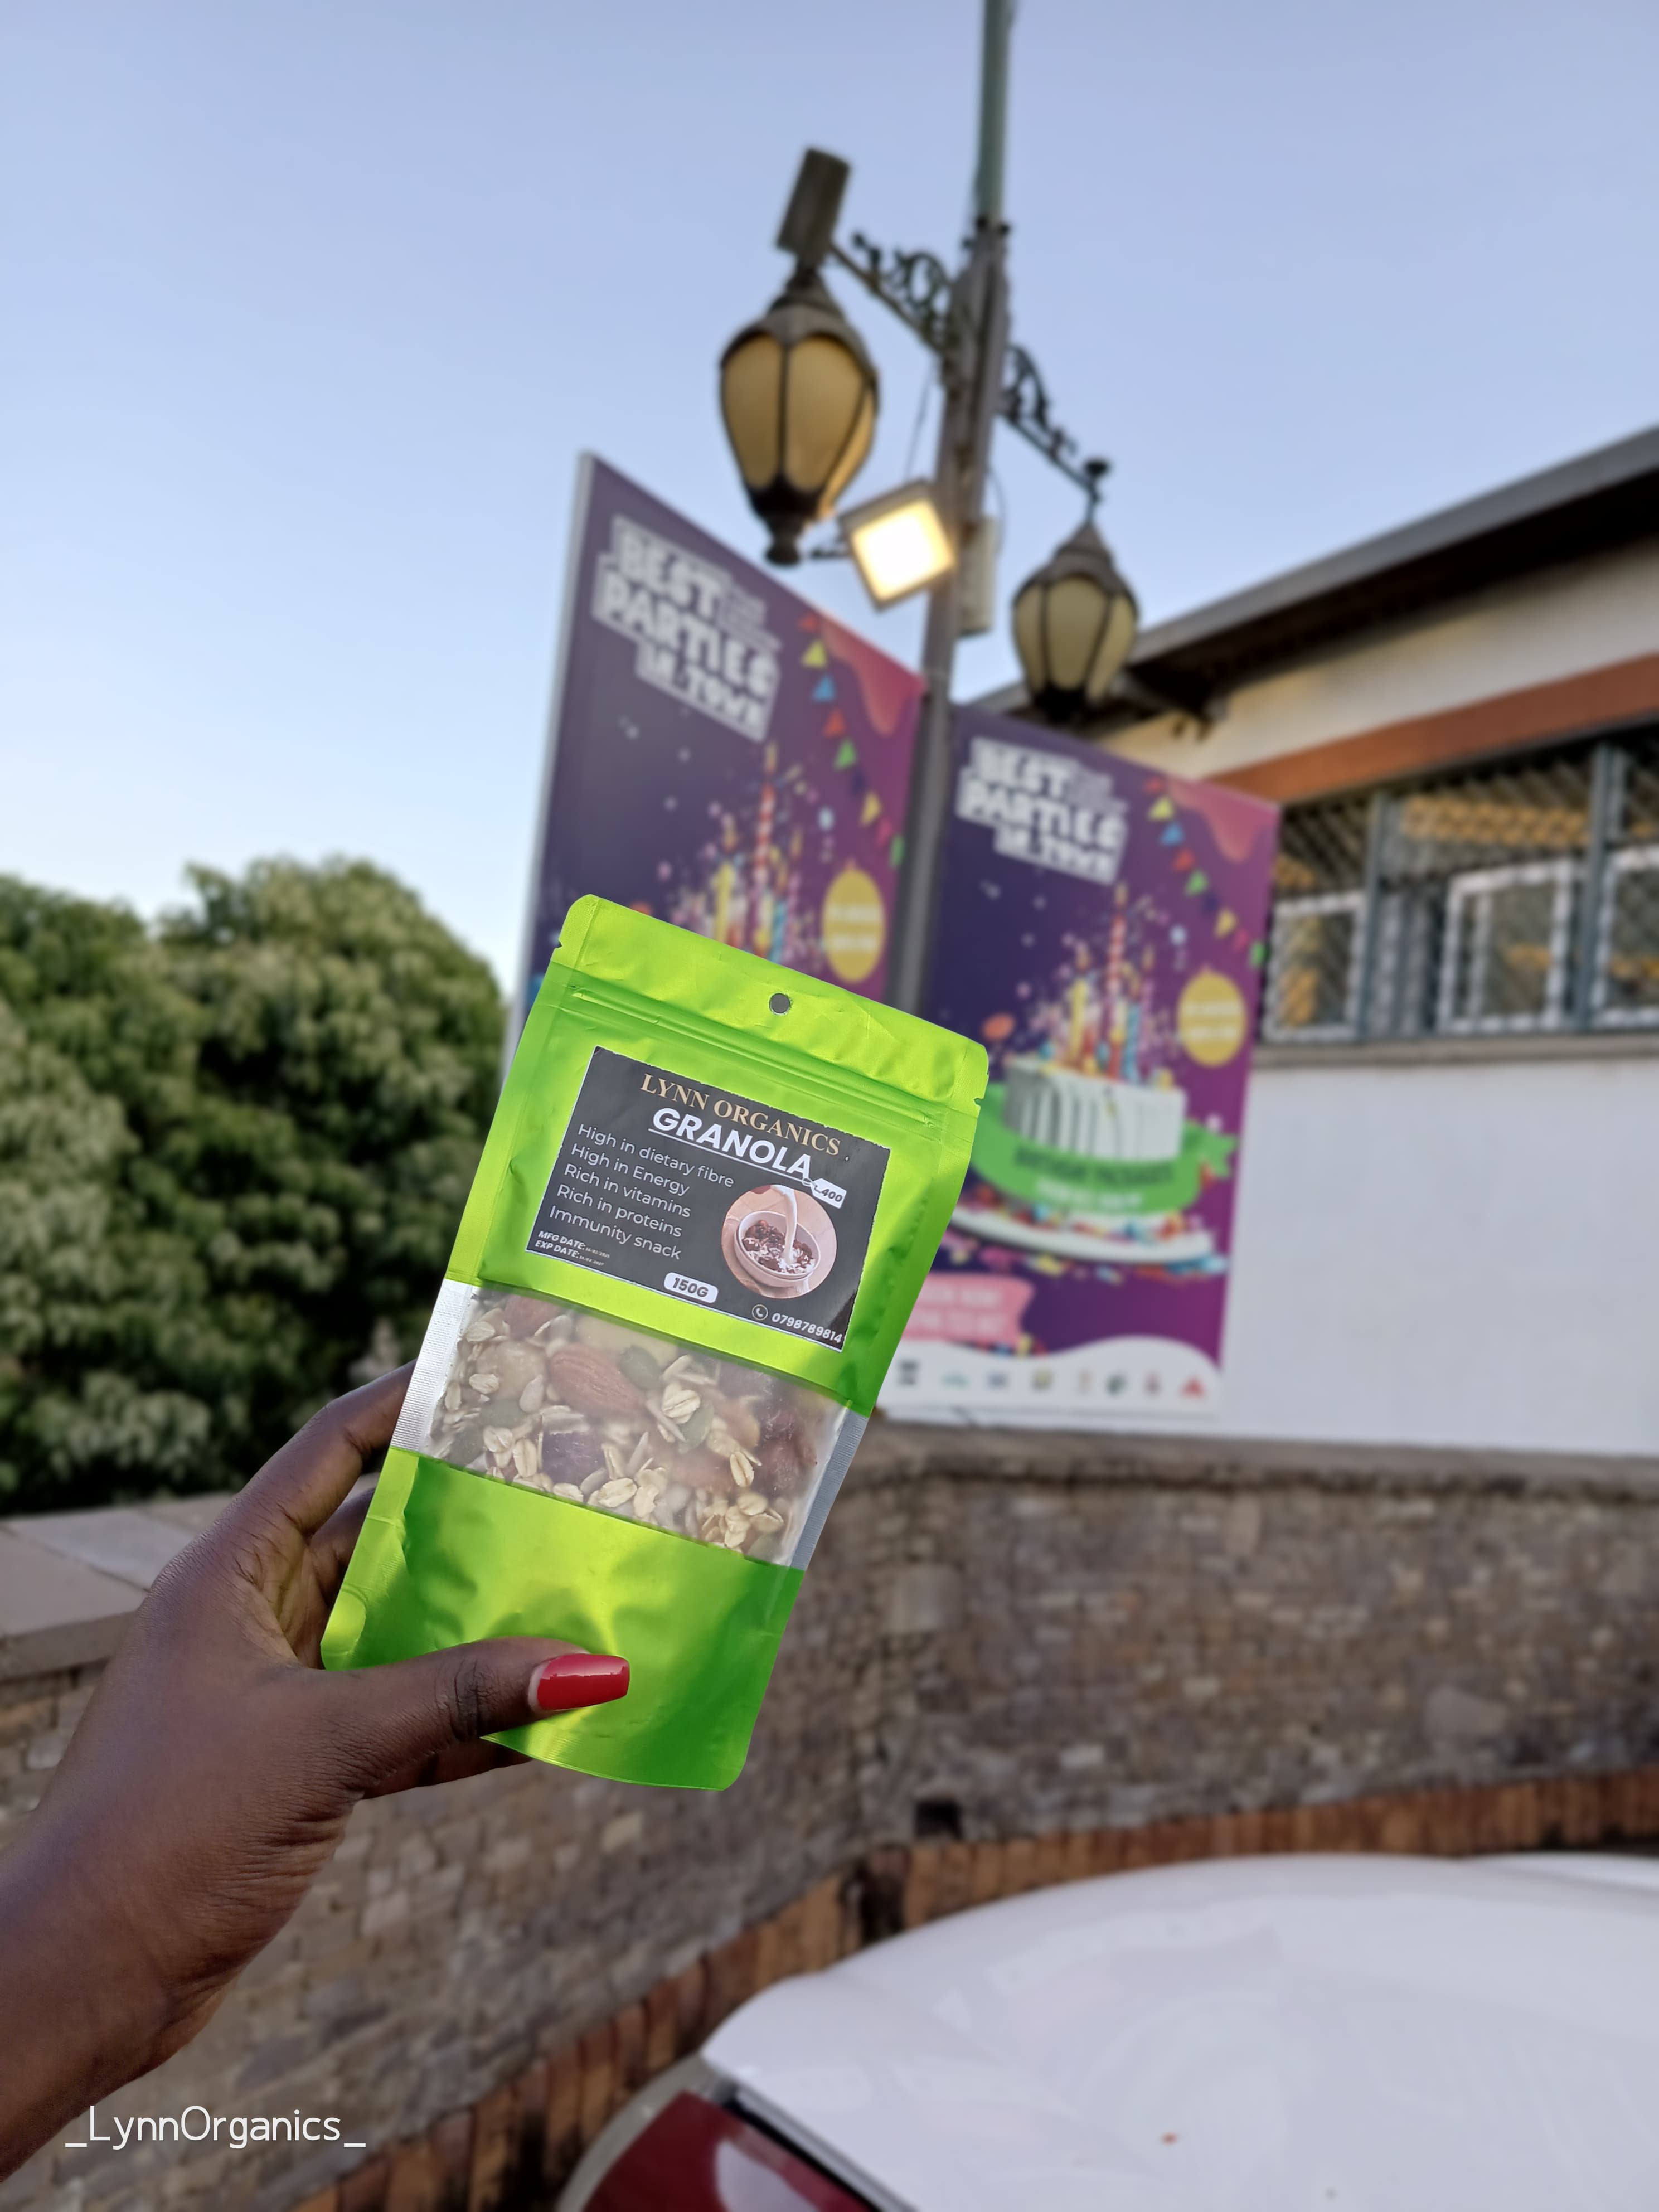 BEST
PARTIES
IN TOWN
BEST
PARTIES
IN TOWN
LYNN ORGANICS
GRANOLA
High in dietary fibre
High in Energy
Rich in vitamins
Rich in proteins
Immunity snack
400
MFG DATE:
EXP DATE:
150G
0798789814
_LynnOrganics_